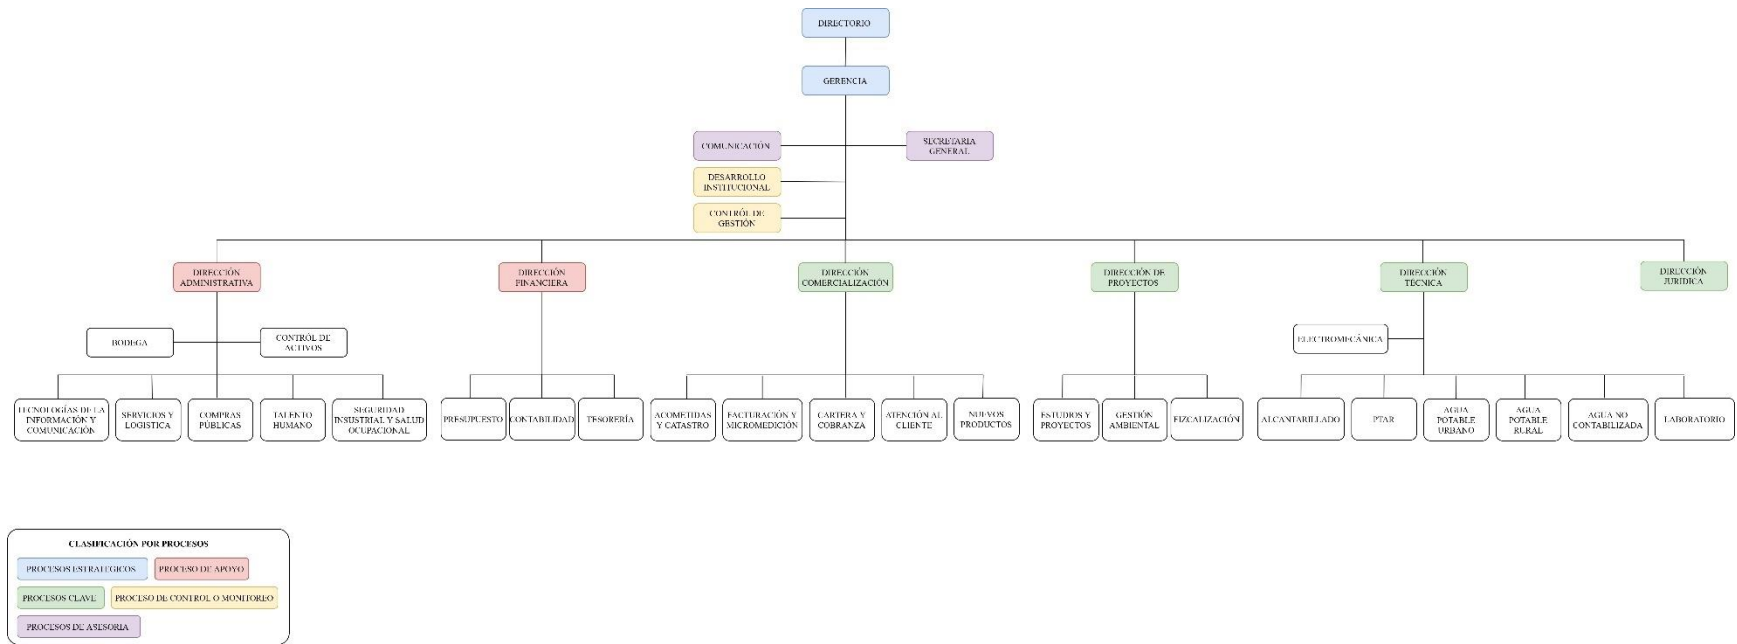 DIRECTORIO
GERENCIA
COMUNICACIÓN
SECRETARIA
GENERAL
DESARROLLO
INSTITUCIONAL
CONTRÓL DE
GESTIÓN
DIRECCIÓN
ADMINISTRATIVA
DIRECCIÓN
FINANCIERA
DIRECCIÓN
COMERCIALIZACIÓN
DIRECCIÓN DE
PROYECTOS
DIRECCIÓN
TÉCNICA
DIRECCIÓN
JURÍDICA
BODEGA
CONTRÓL DE
ACTIVOS
ELECTROMECÁNICA
TECNOLOGÍAS DE LA
INFORMACIÓN Y
COMUNICACIÓN
SERVICIOS Y
LOGISTICA
COMPRAS
PÚBLICAS
TALENTO
HUMANO
SEGURIDAD
INSUSTRIAL Y SALUD
OCUPACIONAL
PRESUPUESTO
CONTABILIDAD
TESORERÍA
ACOMETIDAS
Y CATASTRO
FACTURACIÓN Y
MICROMEDICIÓN
CARTERA Y
COBRANZA
ATENCIÓN AL
CLIENTE
NUEVOS
PRODUCTOS
ESTUDIOS Y
PROYECTOS
GESTIÓN
AMBIENTAL
FIZCALIZACIÓN
ALCANTARILLADO
PTAR
AGUA
POTABLE
URBANO
AGUA
POTABLE
RURAL
AGUA NO
CONTABILIZADA
LABORATORIO
CLASIFICACIÓN POR PROCESOS
PROCESOS ESTRATEGICOS
PROCESO DE APOYO
PROCESOS CLAVE
PROCESO DE CONTROL O MONITOREO
PROCESOS DE ASESORIA